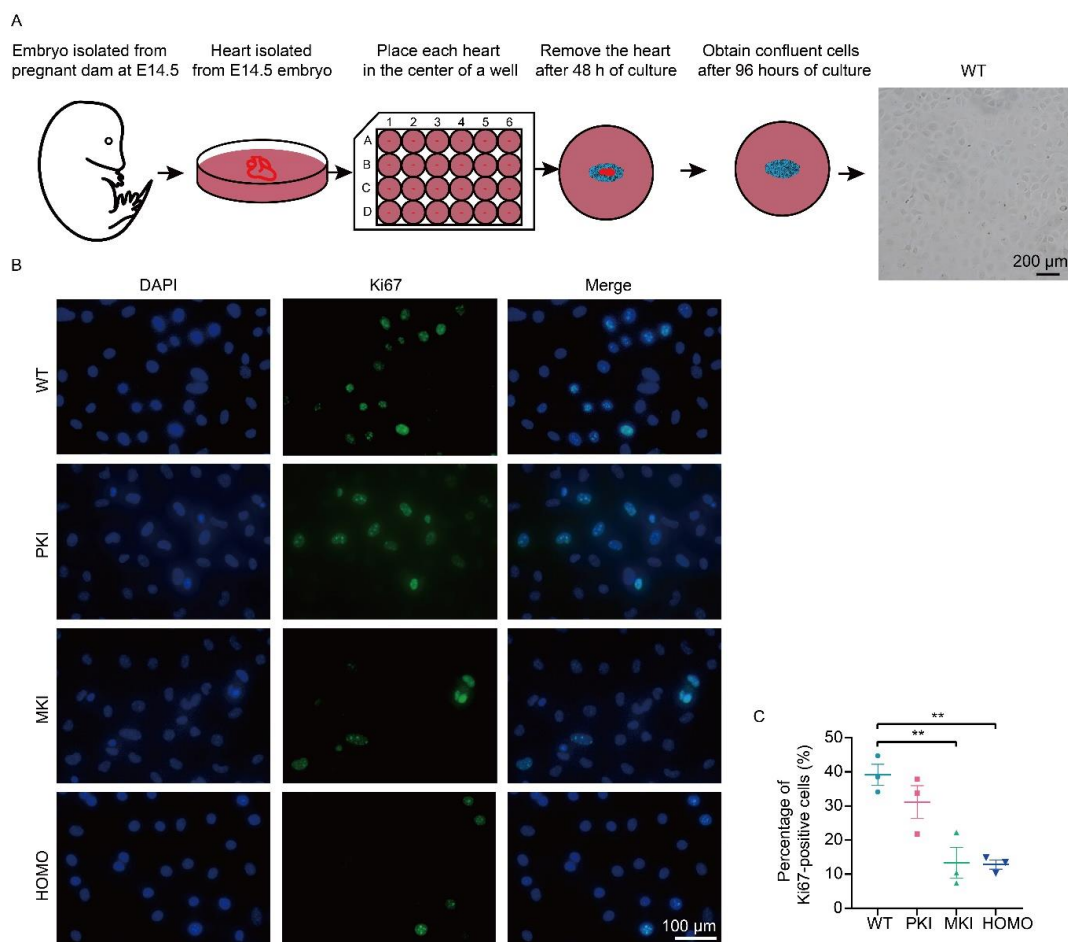 A
Embryo isolated from
pregnant dam at E14.5
Heart isolated
from E14.5 embryo
Place each heart
in the center of a well
Remove the heart
after 48 h of culture
Obtain confluent cells
after 96 hours of culture
WT
1 2 3 4 5 6
A
B
C
D
200 µm
B
DAPI Ki67 Merge
WT
PKI
MKI
HOMO
100 µm
C
**
**
Percentage of
Ki67-positive cells (%)
50
40
30
20
10
0
WT PKI MKI HOMO